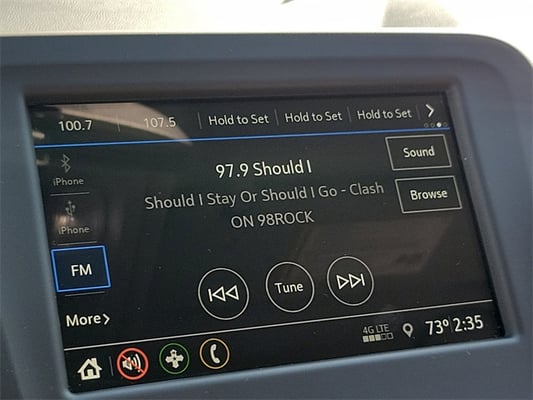 100.7 107.5 Hold to Set Hold to Set Hold to Set
Sound
97.9 Should I
iPhone
Should I Stay Or Should I Go - Clash
Browse
ON 98ROCK
iPhone
FM
Tune
More
4G LTE
73° 2:35